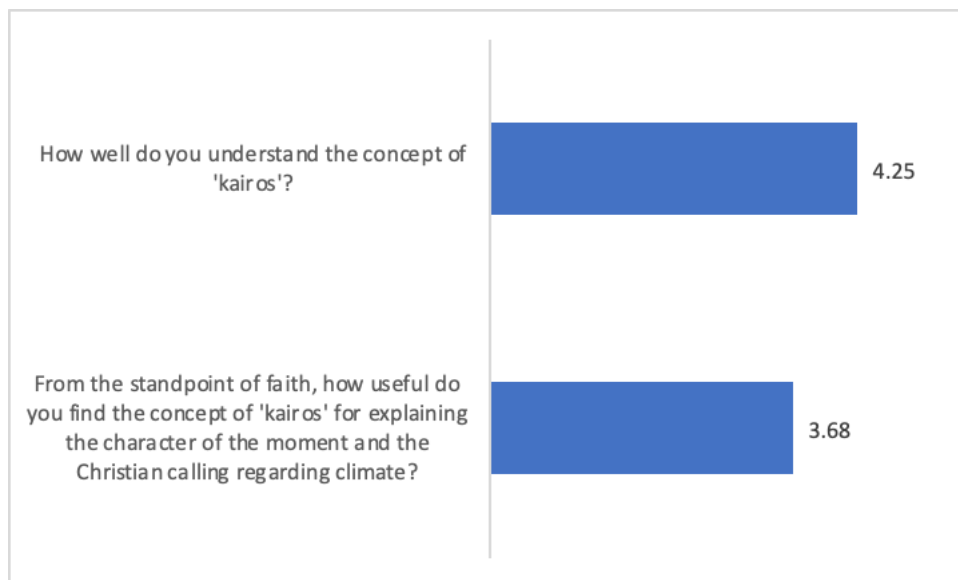 How well do you understand the concept of
'kairos'?
4.25
From the standpoint of faith, how useful do
you find the concept of 'kairos' for explaining
the character of the moment and the
Christian calling regarding climate?
3.68